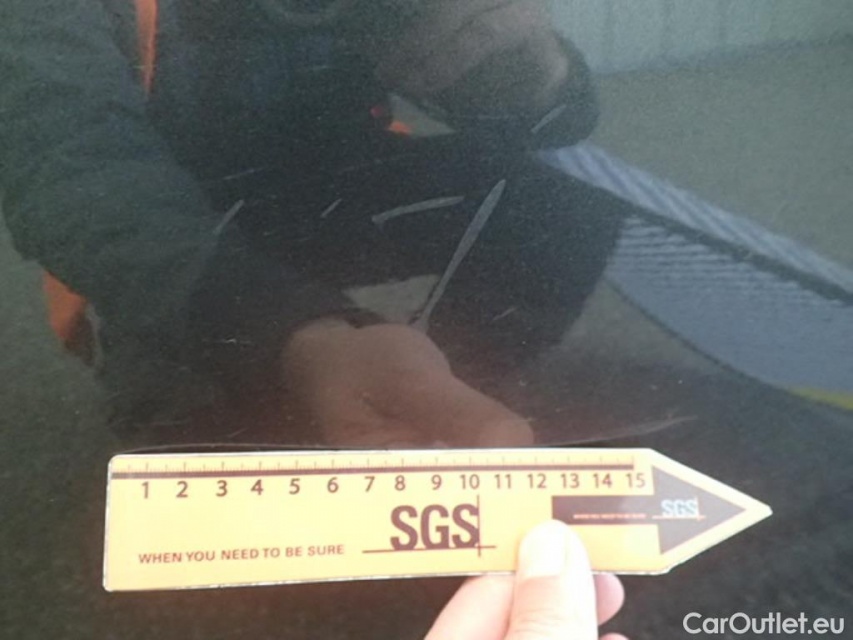 1 2 3 4 5 6 7 8 9 10 11 12 13 14 15
SGS
SGS
WHEN YOU NEED TO BE SURE
CarOutlet.eu